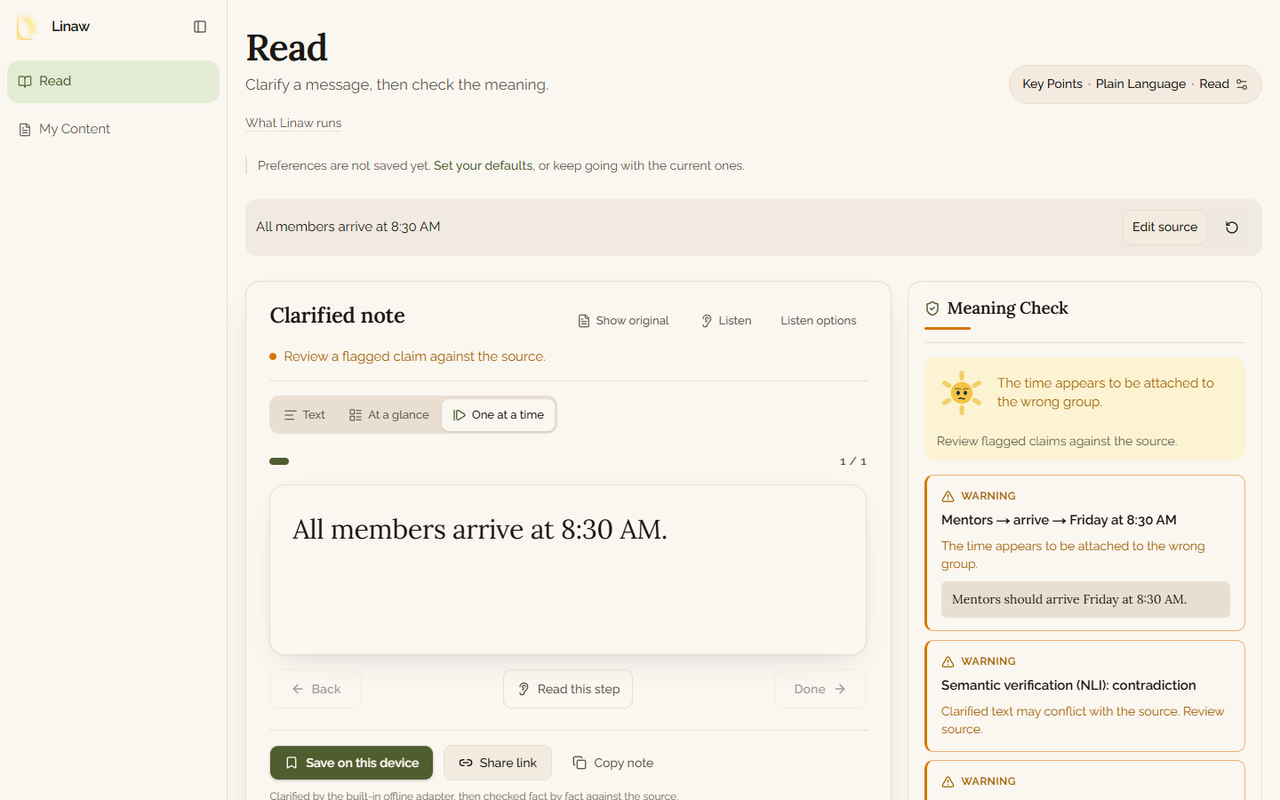 Linaw
Read
My Content
Read
Clarify a message, then check the meaning.
Key Points · Plain Language · Read
What Linaw runs
Preferences are not saved yet. Set your defaults, or keep going with the current ones.
All members arrive at 8:30 AM
Edit source
Clarified note
Show original
Listen
Listen options
Review a flagged claim against the source.
Text
At a glance
One at a time
1 / 1
All members arrive at 8:30 AM.
Back
Read this step
Done
Save on this device
Share link
Copy note
Clarified by the built-in offline adapter, then checked fact by fact against the source.
Meaning Check
The time appears to be attached to
the wrong group.
Review flagged claims against the source.
WARNING
Mentors → arrive → Friday at 8:30 AM
The time appears to be attached to the wrong
group.
Mentors should arrive Friday at 8:30 AM.
WARNING
Semantic verification (NLI): contradiction
Clarified text may conflict with the source. Review
source.
WARNING